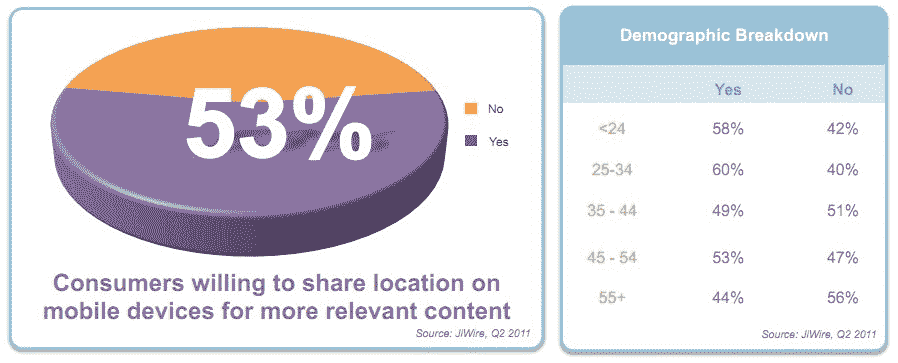 53%
No
Yes
Consumers willing to share location on
mobile devices for more relevant content
Source: JiWire, Q2 2011
Demographic Breakdown
Yes No
<24 58% 42%
25-34 60% 40%
35 - 44 49% 51%
45 - 54 53% 47%
55+ 44% 56%
Source: JiWire, Q2 2011